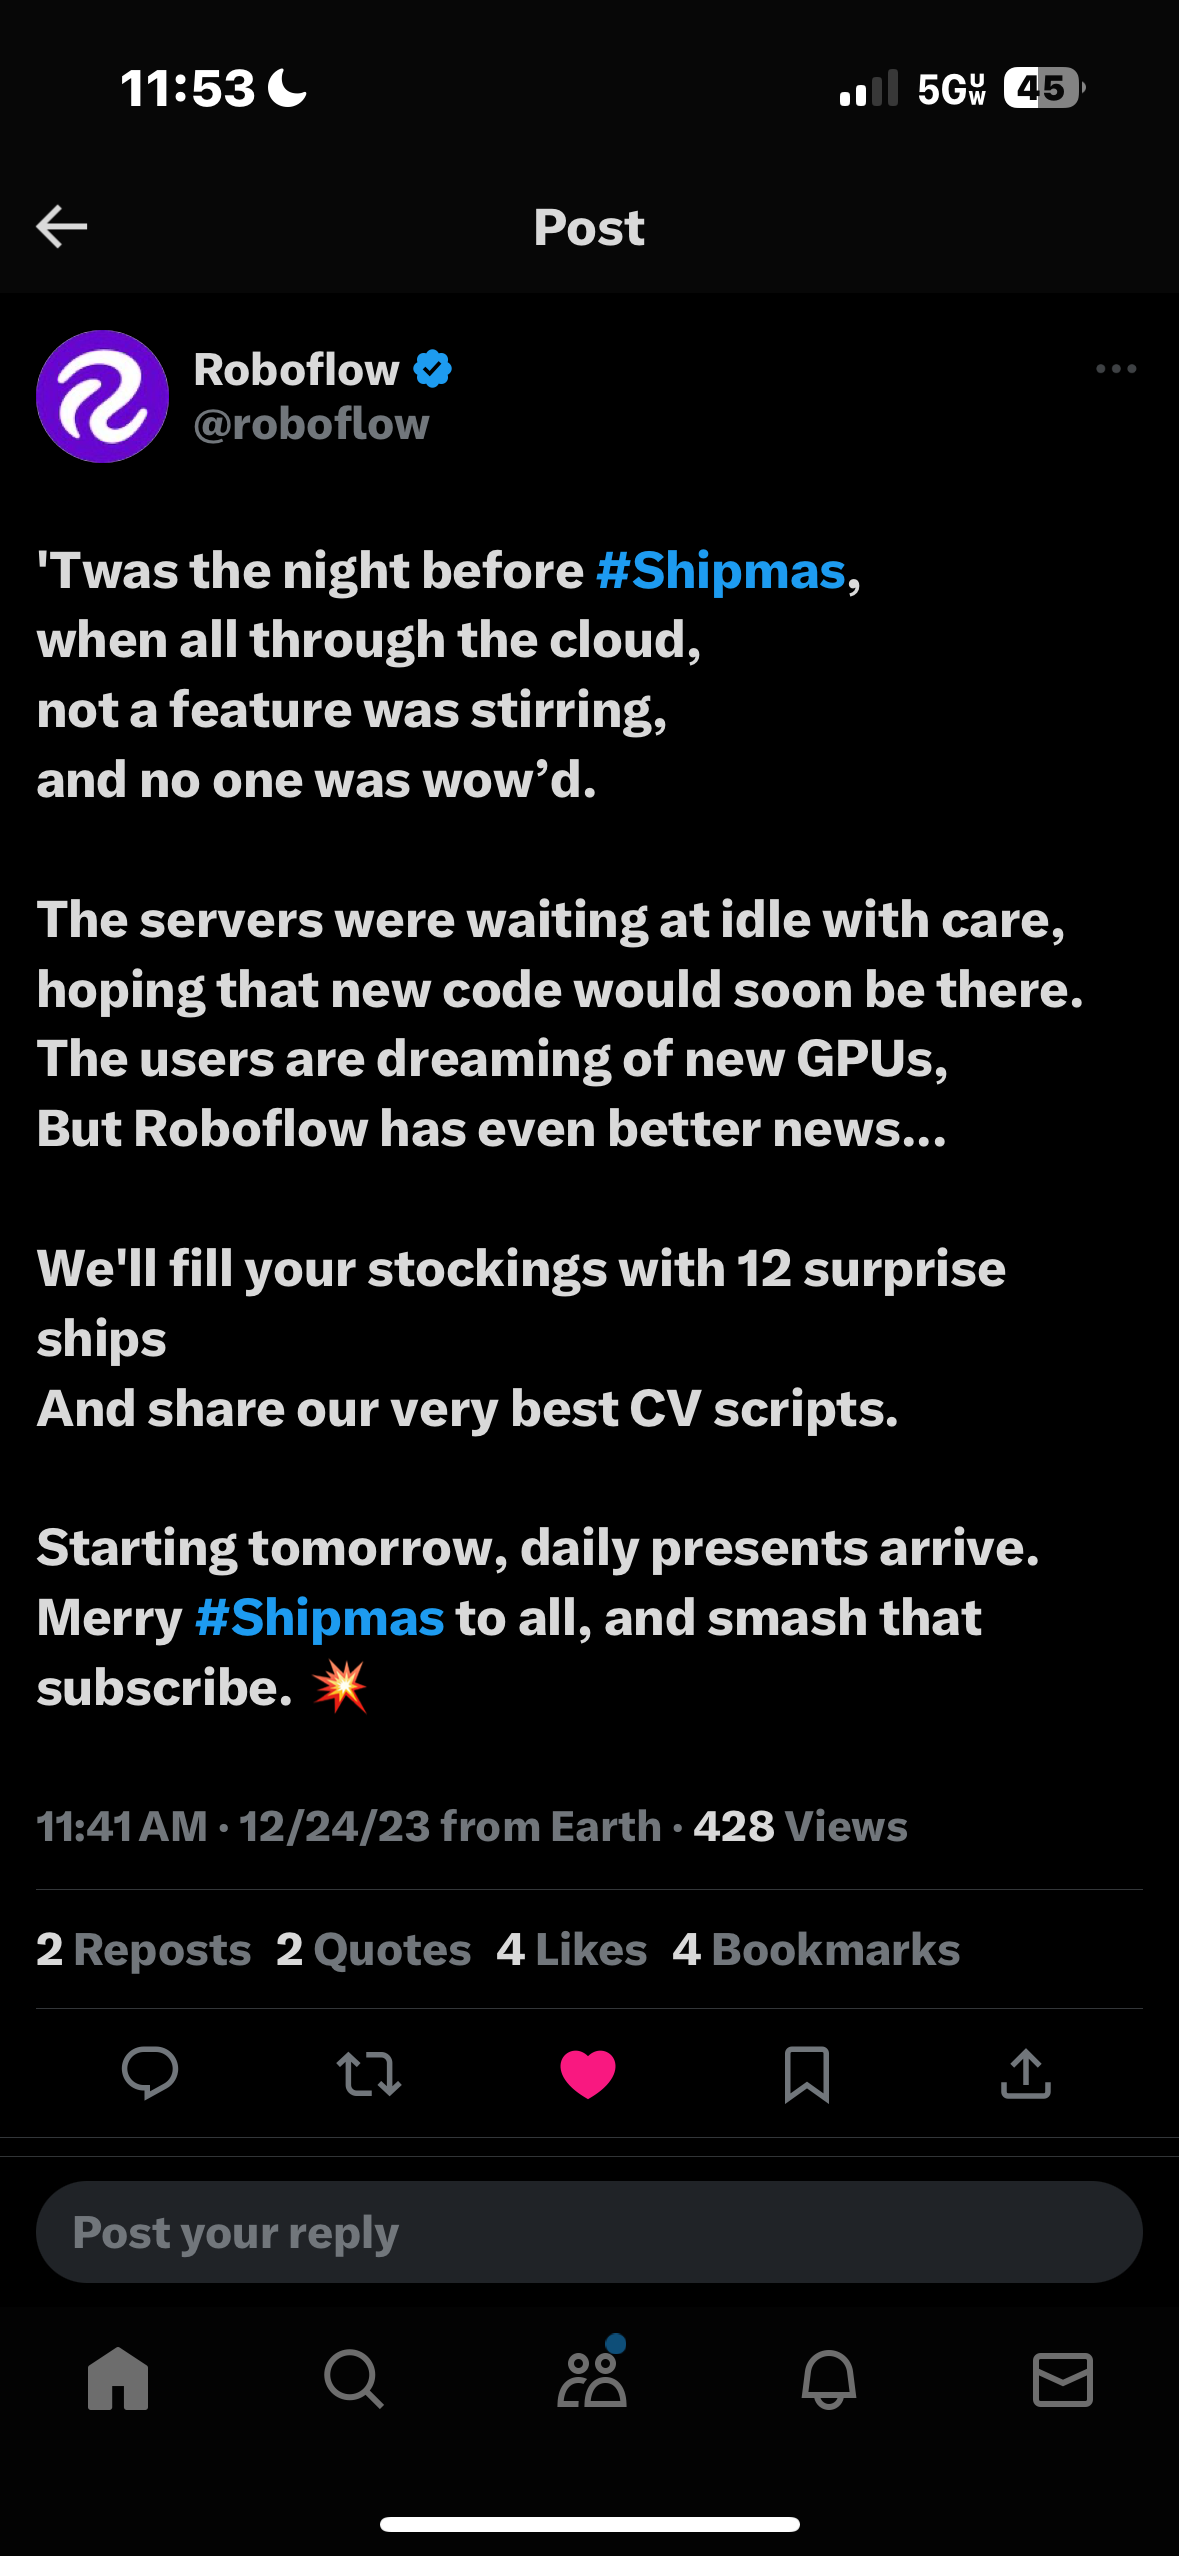 11:53
5GUW 45
Post
Roboflow
@roboflow
'Twas the night before #Shipmas,
when all through the cloud,
not a feature was stirring,
and no one was wow’d.
The servers were waiting at idle with care,
hoping that new code would soon be there.
The users are dreaming of new GPUs,
But Roboflow has even better news...
We'll fill your stockings with 12 surprise
ships
And share our very best CV scripts.
Starting tomorrow, daily presents arrive.
Merry #Shipmas to all, and smash that
subscribe. 💥
11:41 AM · 12/24/23 from Earth · 428 Views
2 Reposts 2 Quotes 4 Likes 4 Bookmarks
Post your reply